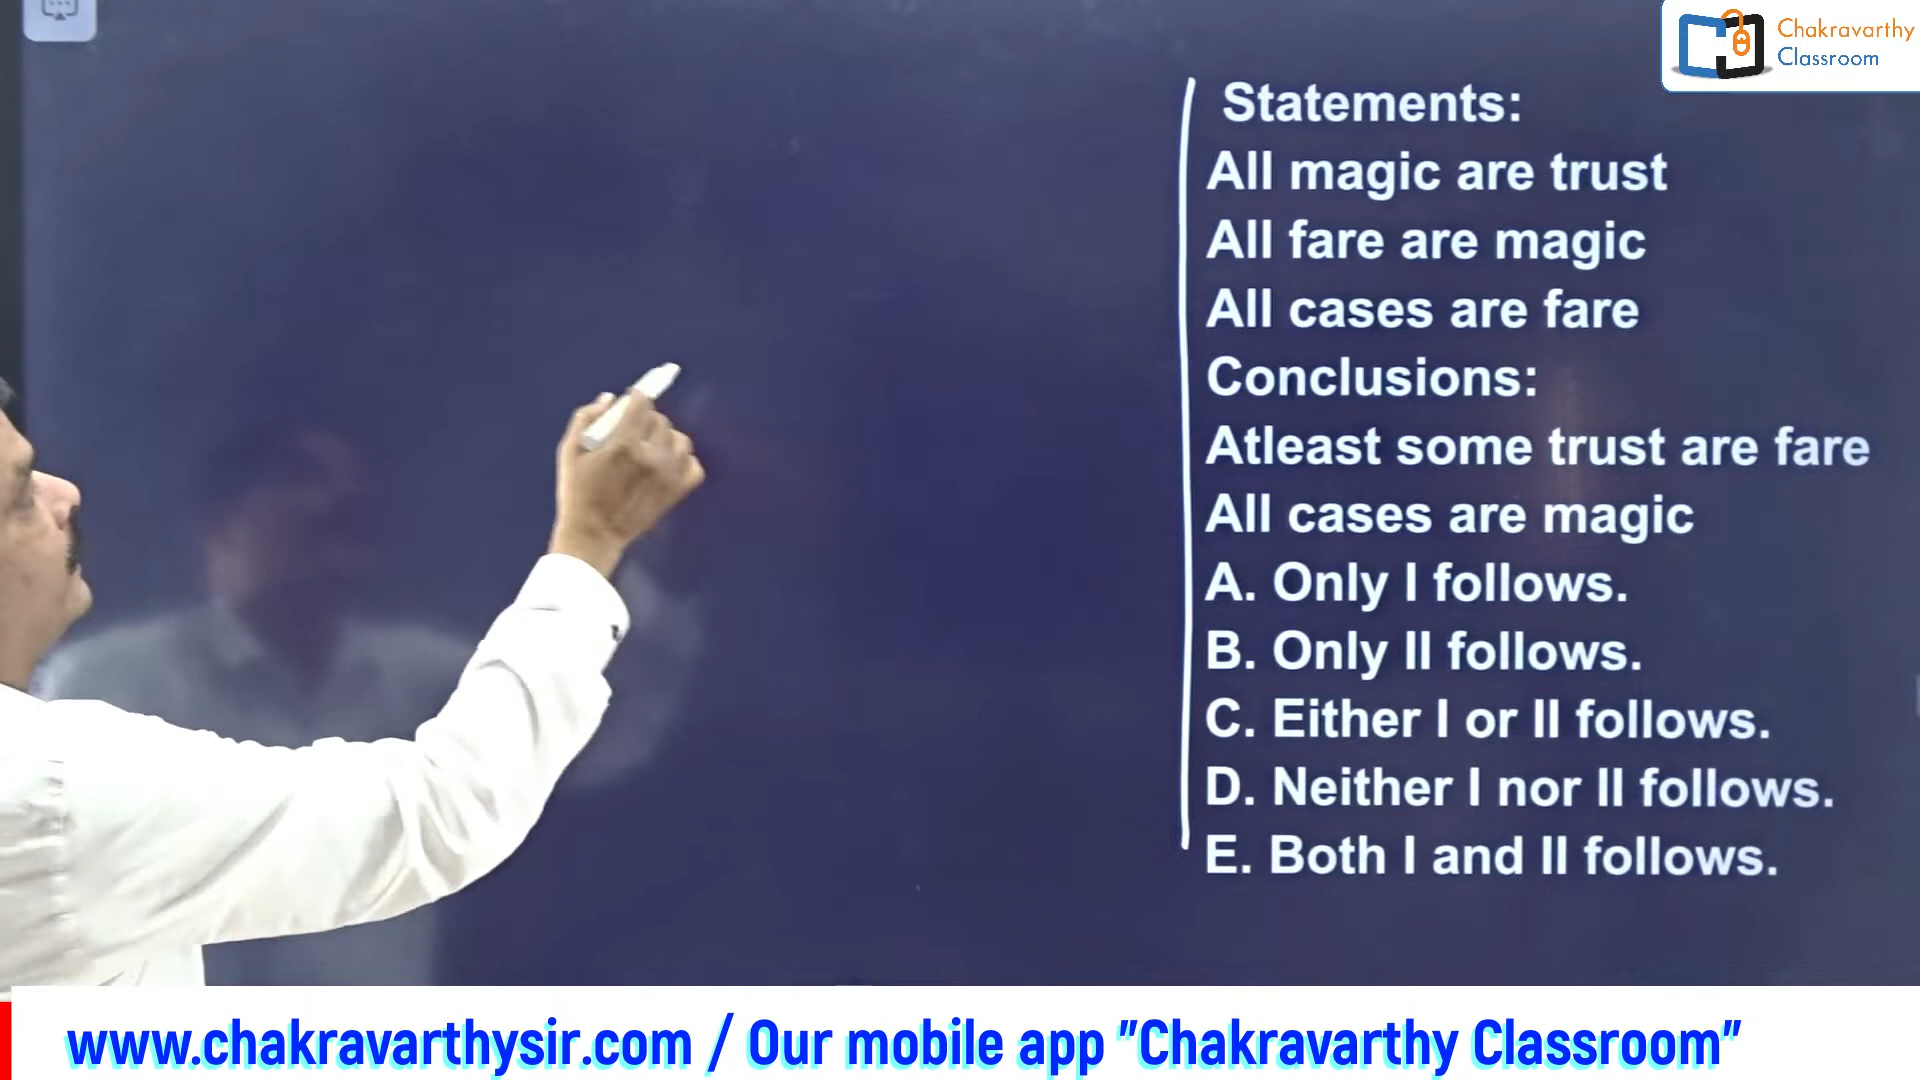 Chakravarthy
Classroom
Statements:
All magic are trust
All fare are magic
All cases are fare
Conclusions:
Atleast some trust are fare
All cases are magic
A. Only I follows.
B. Only II follows.
C. Either I or II follows.
D. Neither I nor II follows.
E. Both I and II follows.
www.chakravarthysir.com / Our mobile app "Chakravarthy Classroom"